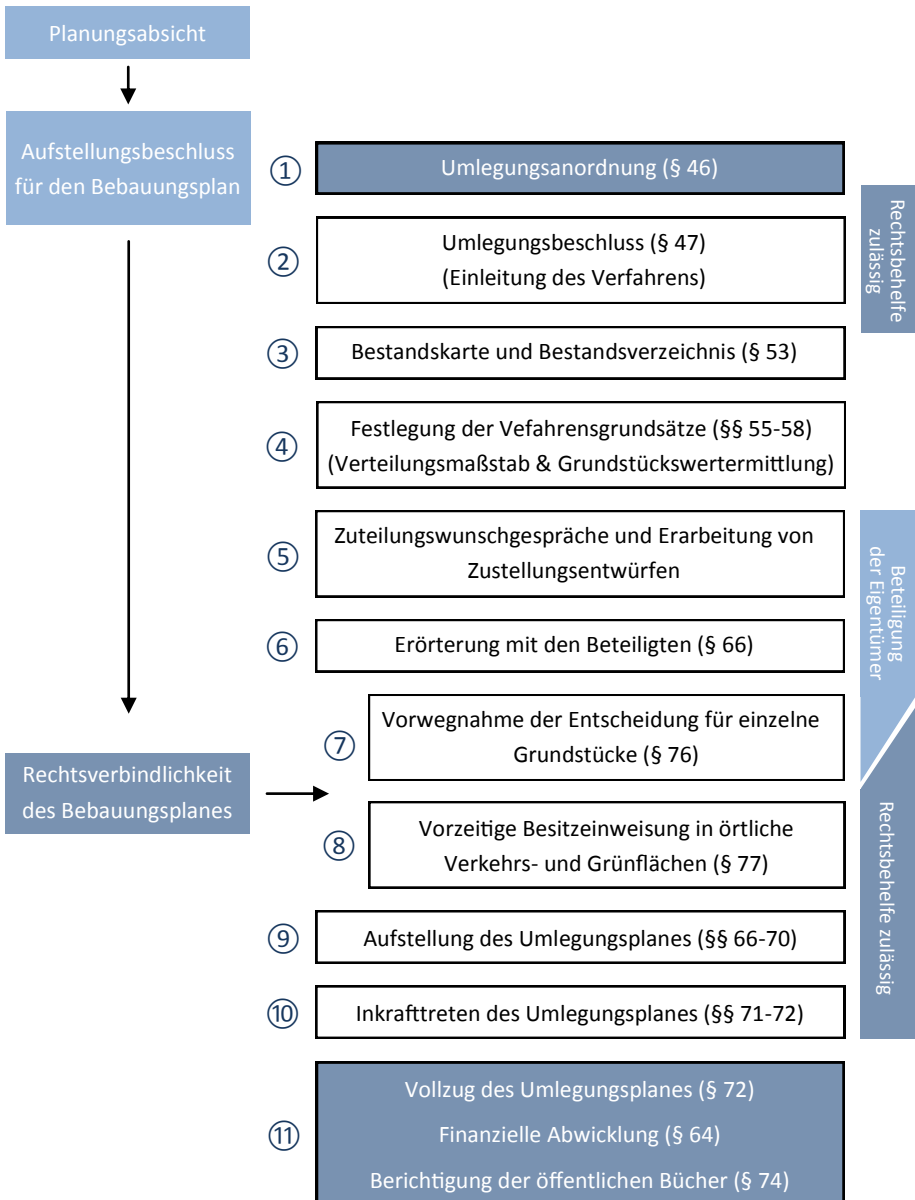 Planungsabsicht
Aufstellungsbeschluss
für den Bebauungsplan
① Umlegungsanordnung (§ 46)
② Umlegungsbeschluss (§ 47)
(Einleitung des Verfahrens)
Rechtsbehelfe
zulässig
③ Bestandskarte und Bestandsverzeichnis (§ 53)
④ Festlegung der Vefahrensgrundsätze (§§ 55-58)
(Verteilungsmaßstab & Grundstückswertermittlung)
⑤ Zuteilungswunschgespräche und Erarbeitung von
Zustellungsentwürfen
⑥ Erörterung mit den Beteiligten (§ 66)
Beteiligung
der Eigentümer
Rechtsverbindlichkeit
des Bebauungsplanes
⑦ Vorwegnahme der Entscheidung für einzelne
Grundstücke (§ 76)
⑧ Vorzeitige Besitzeinweisung in örtliche
Verkehrs- und Grünflächen (§ 77)
⑨ Aufstellung des Umlegungsplanes (§§ 66-70)
⑩ Inkrafttreten des Umlegungsplanes (§§ 71-72)
Rechtsbehelfe zulässig
⑪ Vollzug des Umlegungsplanes (§ 72)
Finanzielle Abwicklung (§ 64)
Berichtigung der öffentlichen Bücher (§ 74)